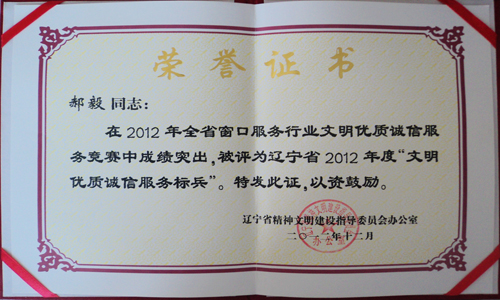 荣誉证书
郝毅 同志：
在2012年全省窗口服务行业文明优质诚信服
务竞赛中成绩突出，被评为辽宁省2012年度“文明
优质诚信服务标兵”。特发此证，以资鼓励。
辽宁省精神文明建设指导委员会办公室
二〇一二年十二月